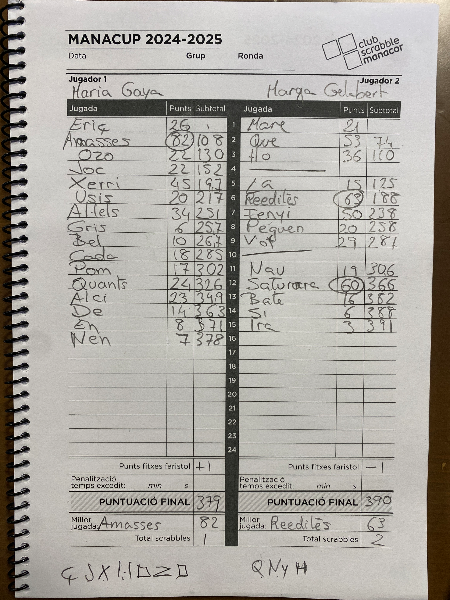 MANACUP 2024-2025
club scrabble manacor
Data Grup Ronda
Jugador 1 Jugador 2
Maria Goya Marga Gelabert
Jugada Punts Subtotal Jugada Punts Subtotal
Eriç 26 1 Mare 21
Amasses 82 108 2 Que 53 74
Ozo 22 130 3 Ho 36 110
Joc 22 152 4
Xerri 45 197 5 La 15 125
Usis 20 217 6 Reedités 63 188
Altels 34 251 7 Fenyi 50 238
Gris 6 257 8 Peguen 20 258
Bel 10 267 9 Vol 29 287
Cada 18 285 10
Pom 17 302 11 Nau 19 306
Quants 24 326 12 Saturara 60 366
Alci 23 349 13 Bate 16 382
De 14 363 14 Si 6 388
En 8 371 15 Ira 3 391
Nen 7 378 16
17
18
19
20
21
22
23
24
Punts fitxes faristol +1 Punts fitxes faristol -1
Penalització temps excedit: min s Penalització temps excedit: min s
PUNTUACIÓ FINAL 379 PUNTUACIÓ FINAL 390
Millor jugada: Amasses 82 Millor jugada: Reedités 63
Total scrabbles 1 Total scrabbles 2
QNyH